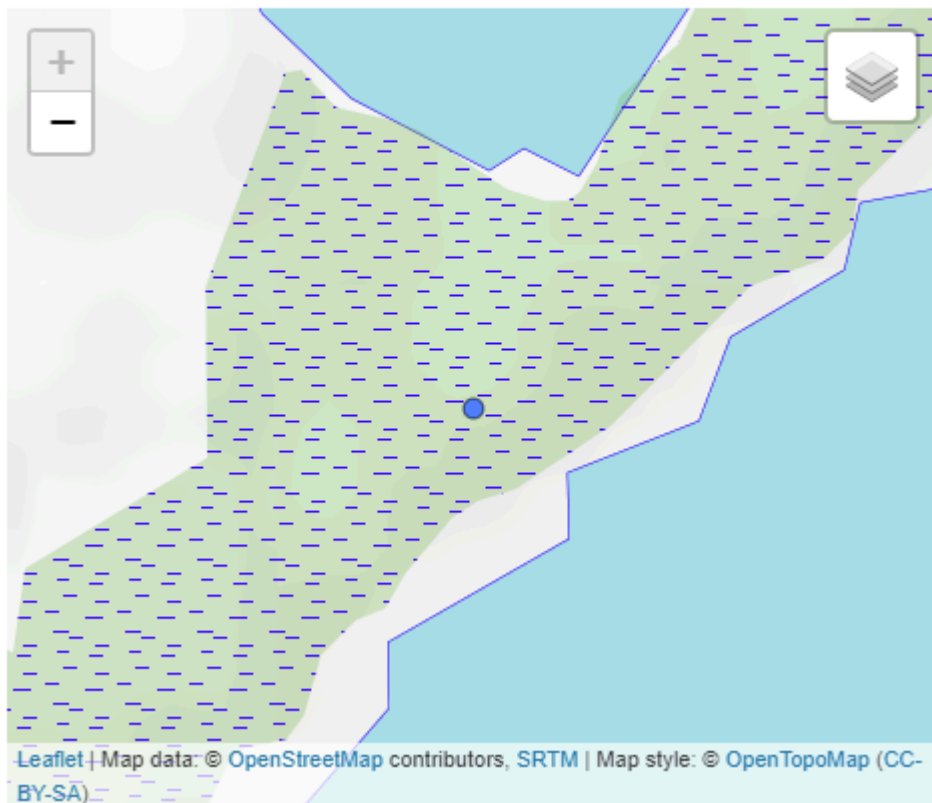 +
−
Leaflet | Map data: © OpenStreetMap contributors, SRTM | Map style: © OpenTopoMap (CC-
BY-SA)